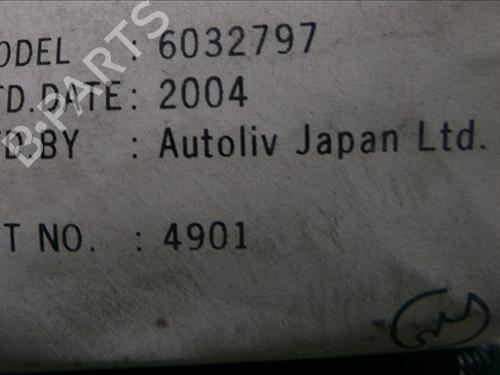 ODEL : 6032797
TD.DATE: 2004
D.BY : Autoliv Japan Ltd.
T NO. : 4901
B-PARTS